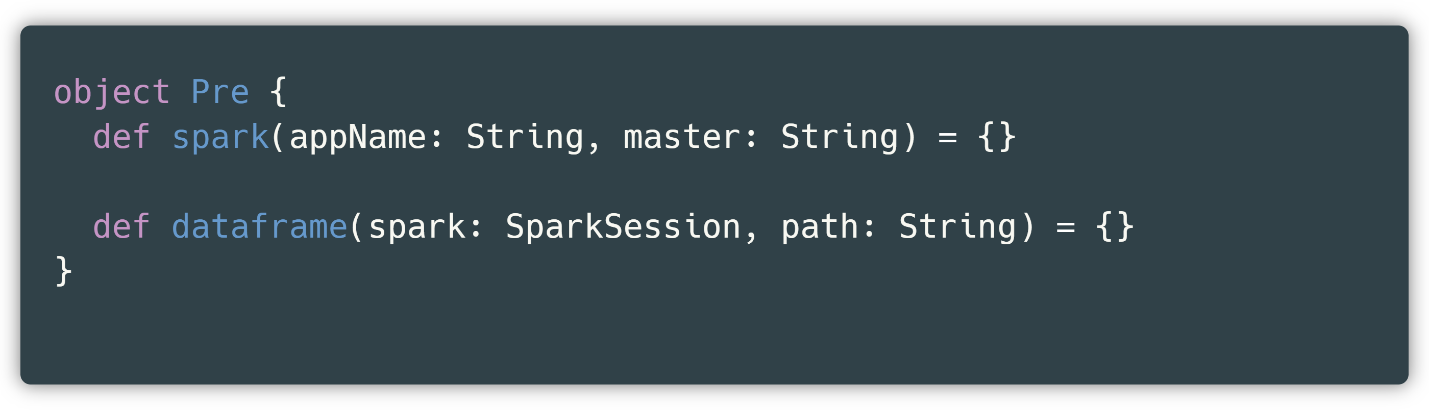 object Pre {
  def spark(appName: String, master: String) = {}
  def dataframe(spark: SparkSession, path: String) = {}
}